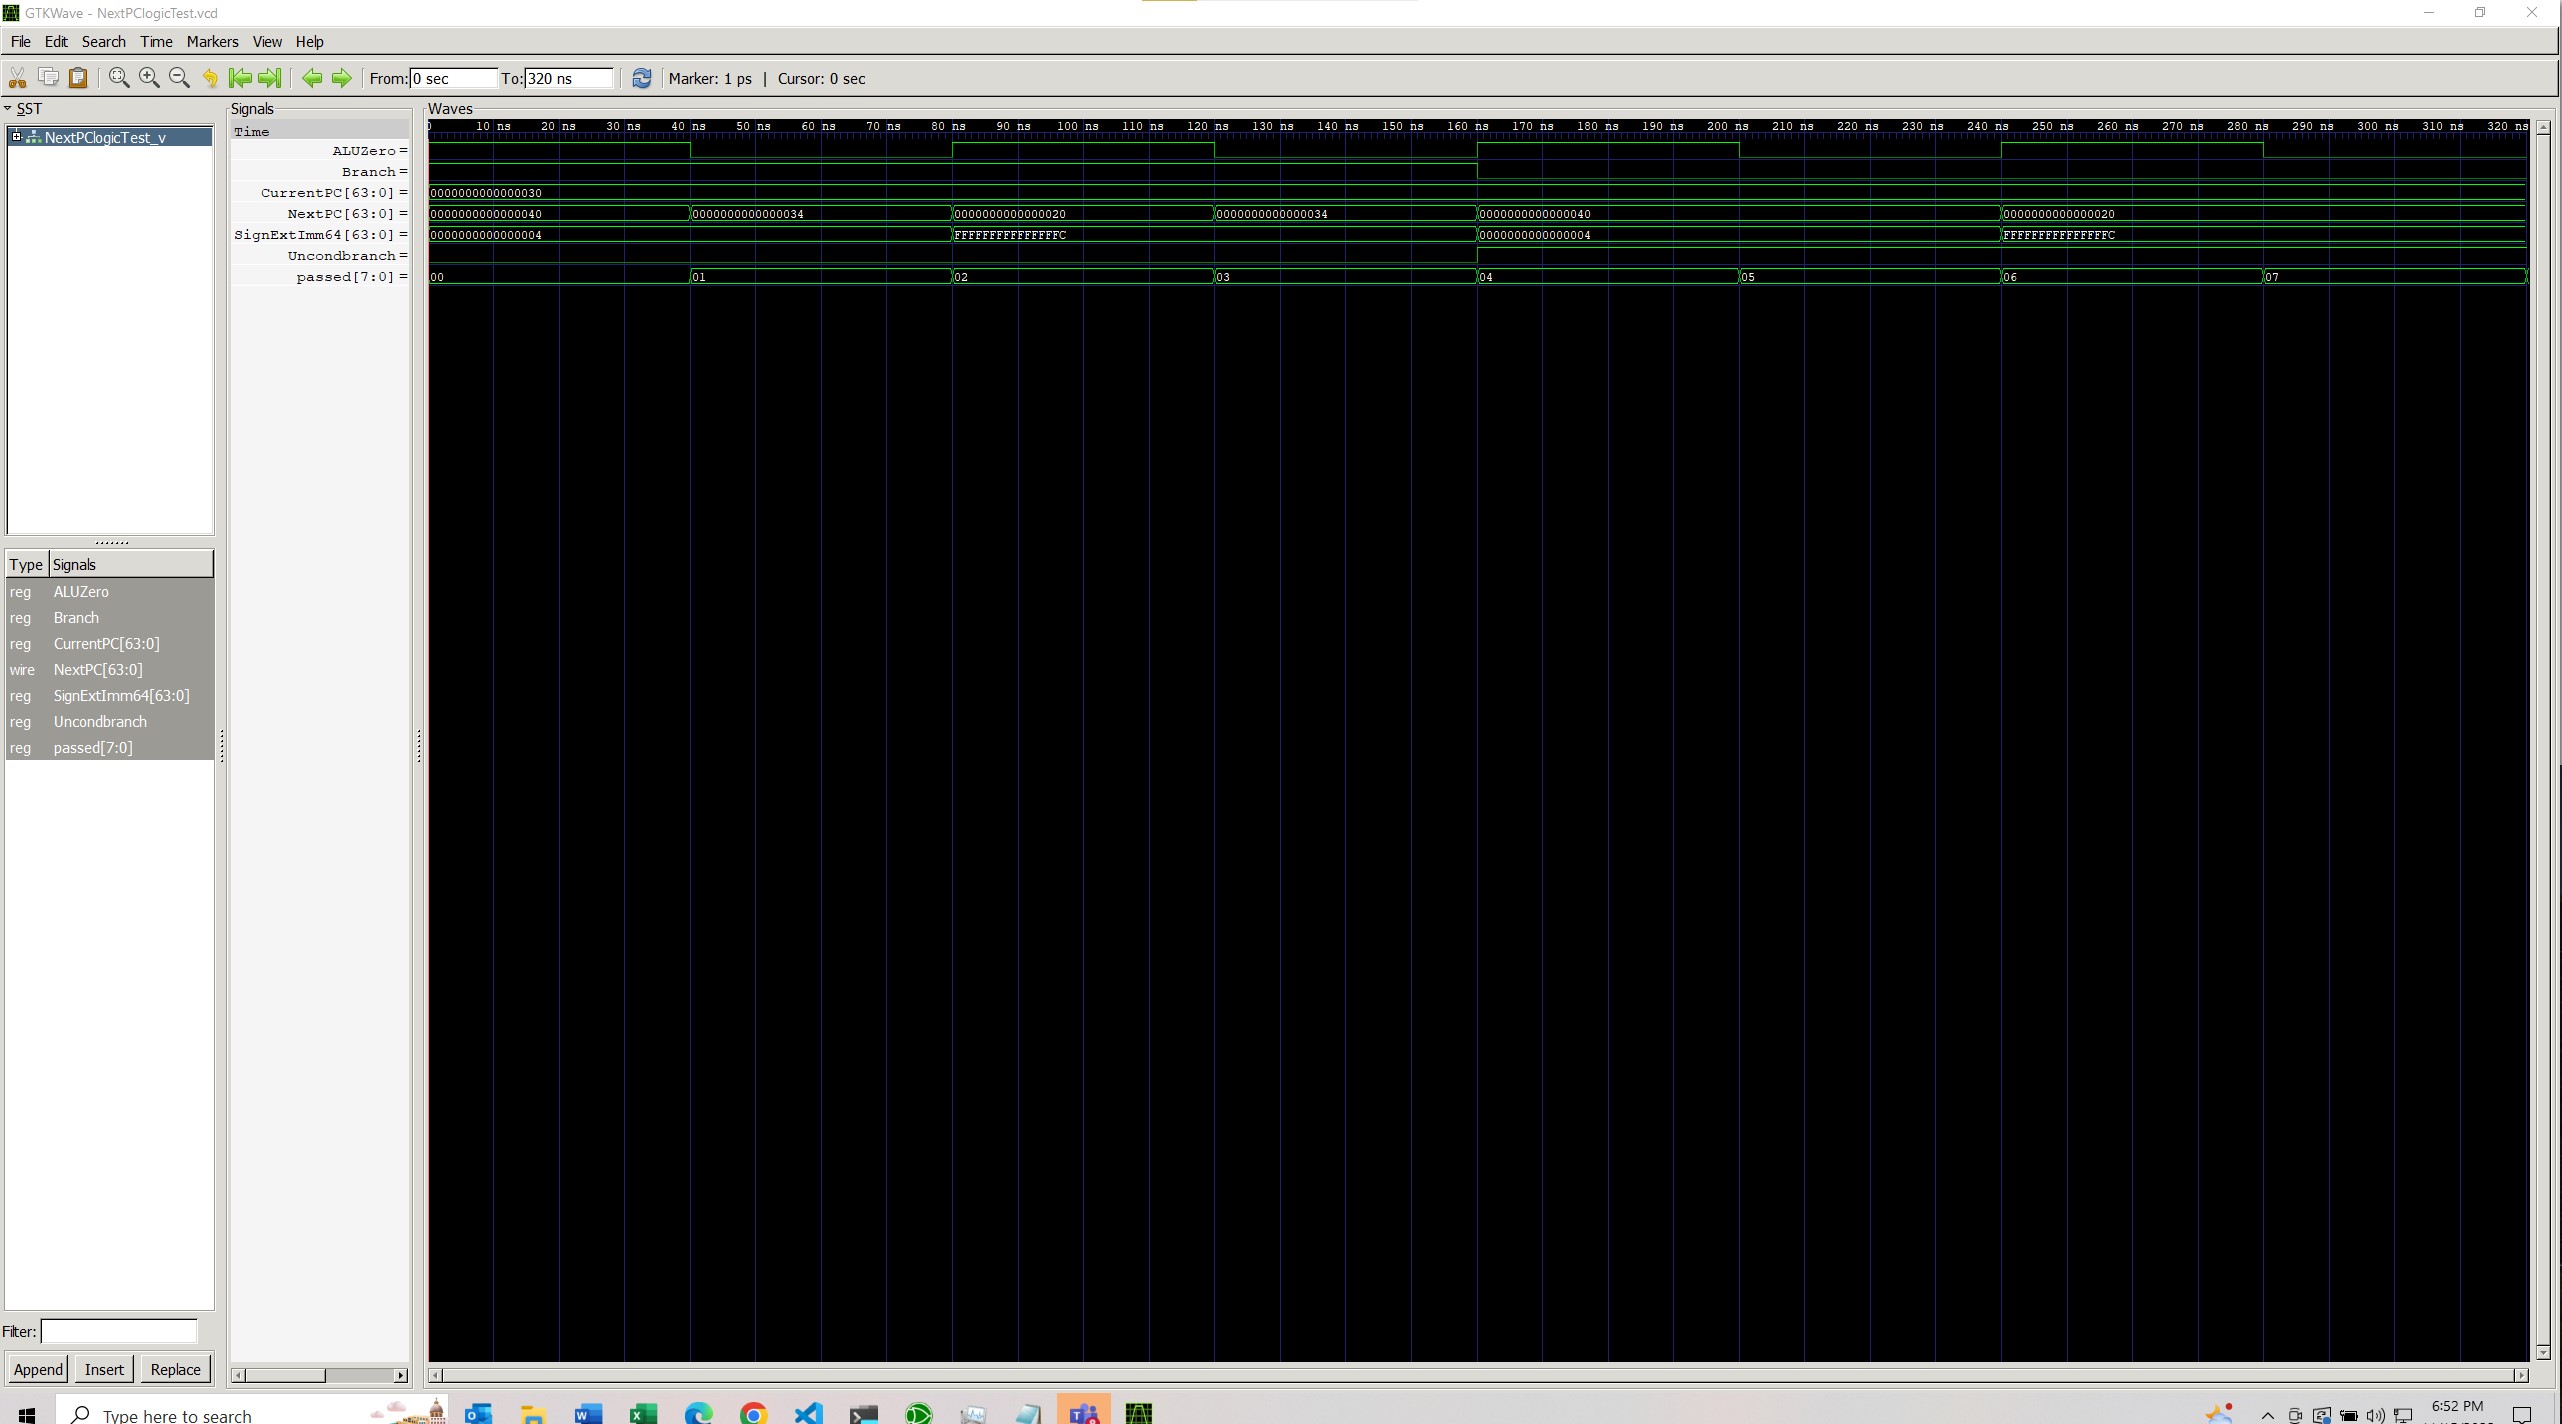 GTKWave - NextPClogicTest.vcd
File Edit Search Time Markers View Help
From: 0 sec To: 320 ns Marker: 1 ps | Cursor: 0 sec
SST
NextPClogicTest_v
Type Signals
reg ALUZero
reg Branch
reg CurrentPC[63:0]
wire NextPC[63:0]
reg SignExtImm64[63:0]
reg Uncondbranch
reg passed[7:0]
Filter:
Append Insert Replace
Signals
Time
ALUZero =
Branch =
CurrentPC[63:0] =
NextPC[63:0] =
SignExtImm64[63:0] =
Uncondbranch =
passed[7:0] =
Waves
0 10 ns 20 ns 30 ns 40 ns 50 ns 60 ns 70 ns 80 ns 90 ns 100 ns 110 ns 120 ns 130 ns 140 ns 150 ns 160 ns 170 ns 180 ns 190 ns 200 ns 210 ns 220 ns 230 ns 240 ns 250 ns 260 ns 270 ns 280 ns 290 ns 300 ns 310 ns 320 ns
0000000000000030
0000000000000040 0000000000000034 0000000000000020 0000000000000034 0000000000000040 0000000000000020
0000000000000004 FFFFFFFFFFFFFFFC 0000000000000004 FFFFFFFFFFFFFFFC
00 01 02 03 04 05 06 07
Type here to search
6:52 PM